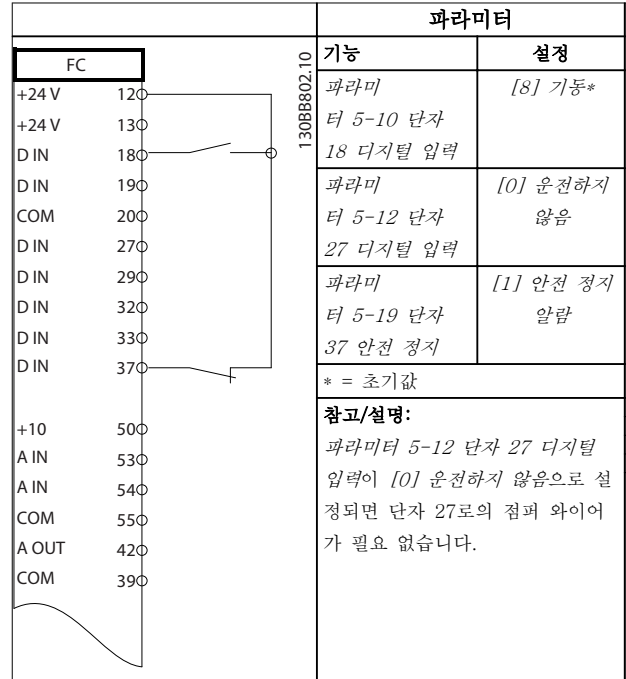 FC
+24 V 12
+24 V 13
D IN 18
D IN 19
COM 20
D IN 27
D IN 29
D IN 32
D IN 33
D IN 37
+10 50
A IN 53
A IN 54
COM 55
A OUT 42
COM 39
130BB802.10
파라미터
기능 설정
파라미
터 5-10 단자
18 디지털 입력
[8] 기동*
파라미
터 5-12 단자
27 디지털 입력
[0] 운전하지
않음
파라미
터 5-19 단자
37 안전 정지
[1] 안전 정지
알람
* = 초기값
참고/설명:
파라미터 5-12 단자 27 디지털
입력이 [0] 운전하지 않음으로 설
정되면 단자 27로의 점퍼 와이어
가 필요 없습니다.